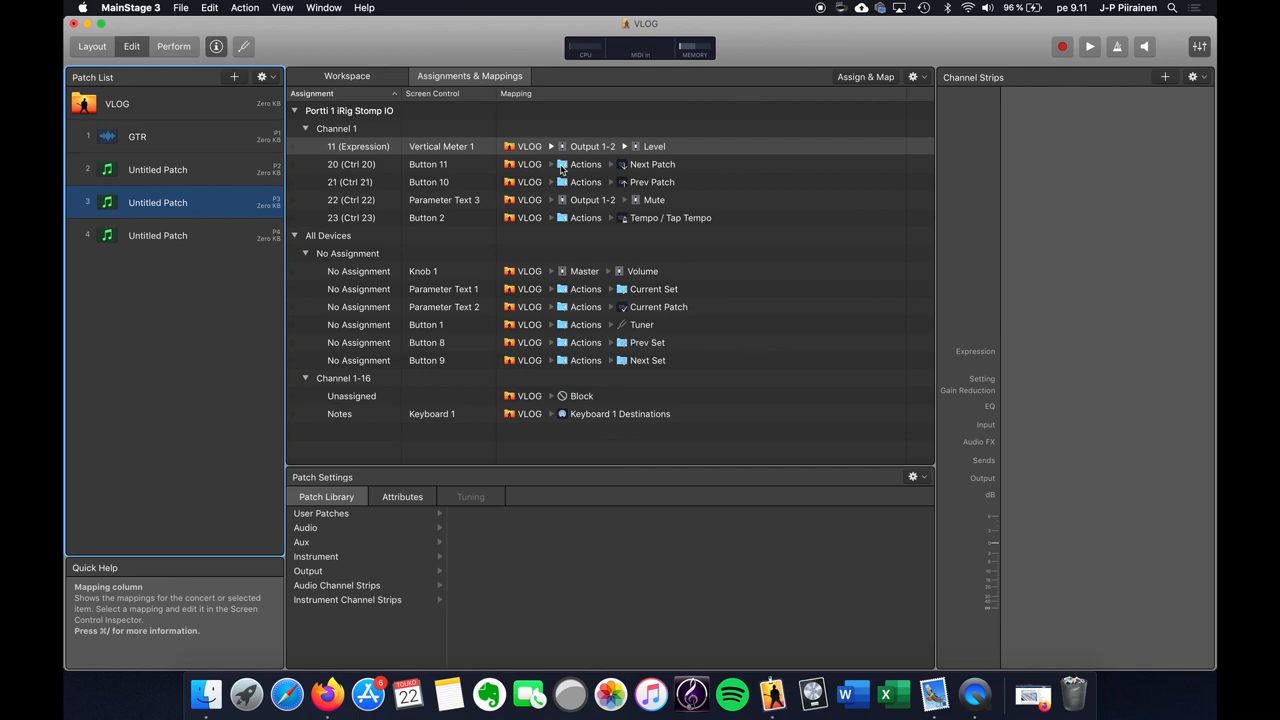 MainStage 3 File Edit Action View Window Help 96 % pe 9.11 J-P Piirainen
VLOG
Layout Edit Perform
CPU MIDI In MEMORY
Patch List
VLOG Zero KB
1 GTR P1 Zero KB
2 Untitled Patch P2 Zero KB
3 Untitled Patch P3 Zero KB
4 Untitled Patch P4 Zero KB
Workspace Assignments & Mappings Assign & Map
Assignment Screen Control Mapping
Portti 1 iRig Stomp IO
Channel 1
11 (Expression) Vertical Meter 1 VLOG Output 1-2 Level
20 (Ctrl 20) Button 11 VLOG Actions Next Patch
21 (Ctrl 21) Button 10 VLOG Actions Prev Patch
22 (Ctrl 22) Parameter Text 3 VLOG Output 1-2 Mute
23 (Ctrl 23) Button 2 VLOG Actions Tempo / Tap Tempo
All Devices
No Assignment
No Assignment Knob 1 VLOG Master Volume
No Assignment Parameter Text 1 VLOG Actions Current Set
No Assignment Parameter Text 2 VLOG Actions Current Patch
No Assignment Button 1 VLOG Actions Tuner
No Assignment Button 8 VLOG Actions Prev Set
No Assignment Button 9 VLOG Actions Next Set
Channel 1-16
Unassigned VLOG Block
Notes Keyboard 1 VLOG Keyboard 1 Destinations
Patch Settings
Patch Library Attributes Tuning
User Patches
Audio
Aux
Instrument
Output
Audio Channel Strips
Instrument Channel Strips
Quick Help
Mapping column
Shows the mappings for the concert or selected
item. Select a mapping and edit it in the Screen
Control Inspector.
Press ⌘/ for more information.
Channel Strips
Expression
Setting
Gain Reduction
EQ
Input
Audio FX
Sends
Output
dB
6
TOUKO
22